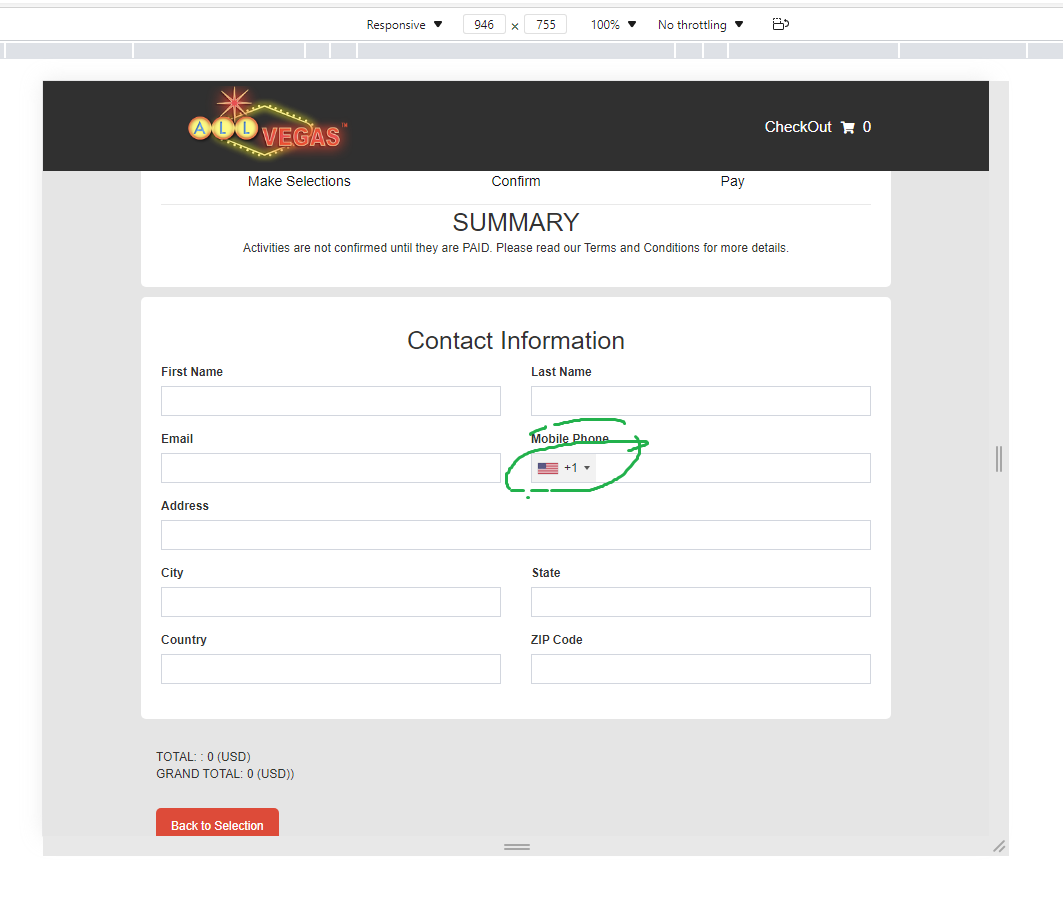 Responsive 946 × 755 100% No throttling
ALL VEGAS™
CheckOut 0
Make Selections Confirm Pay
SUMMARY
Activities are not confirmed until they are PAID. Please read our Terms and Conditions for more details.
Contact Information
First Name Last Name
Email Mobile Phone
+1
Address
City State
Country ZIP Code
TOTAL: : 0 (USD)
GRAND TOTAL: 0 (USD))
Back to Selection